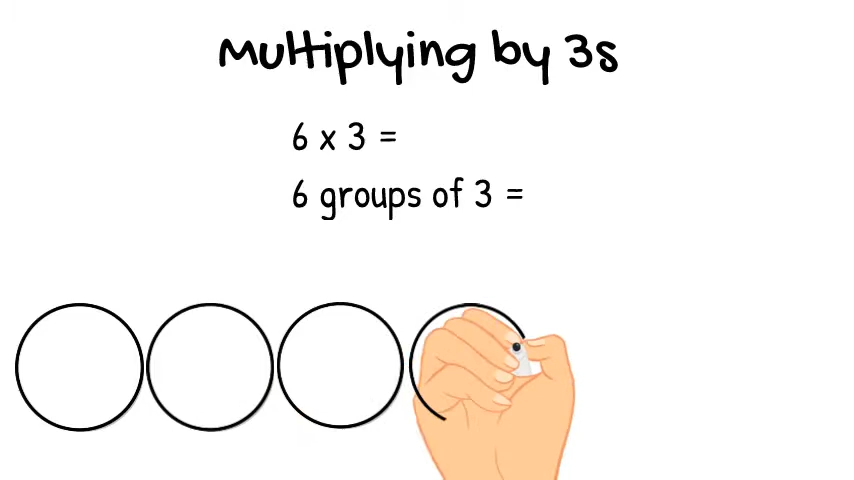 Multiplying by 3s
6 x 3 =
6 groups of 3 =